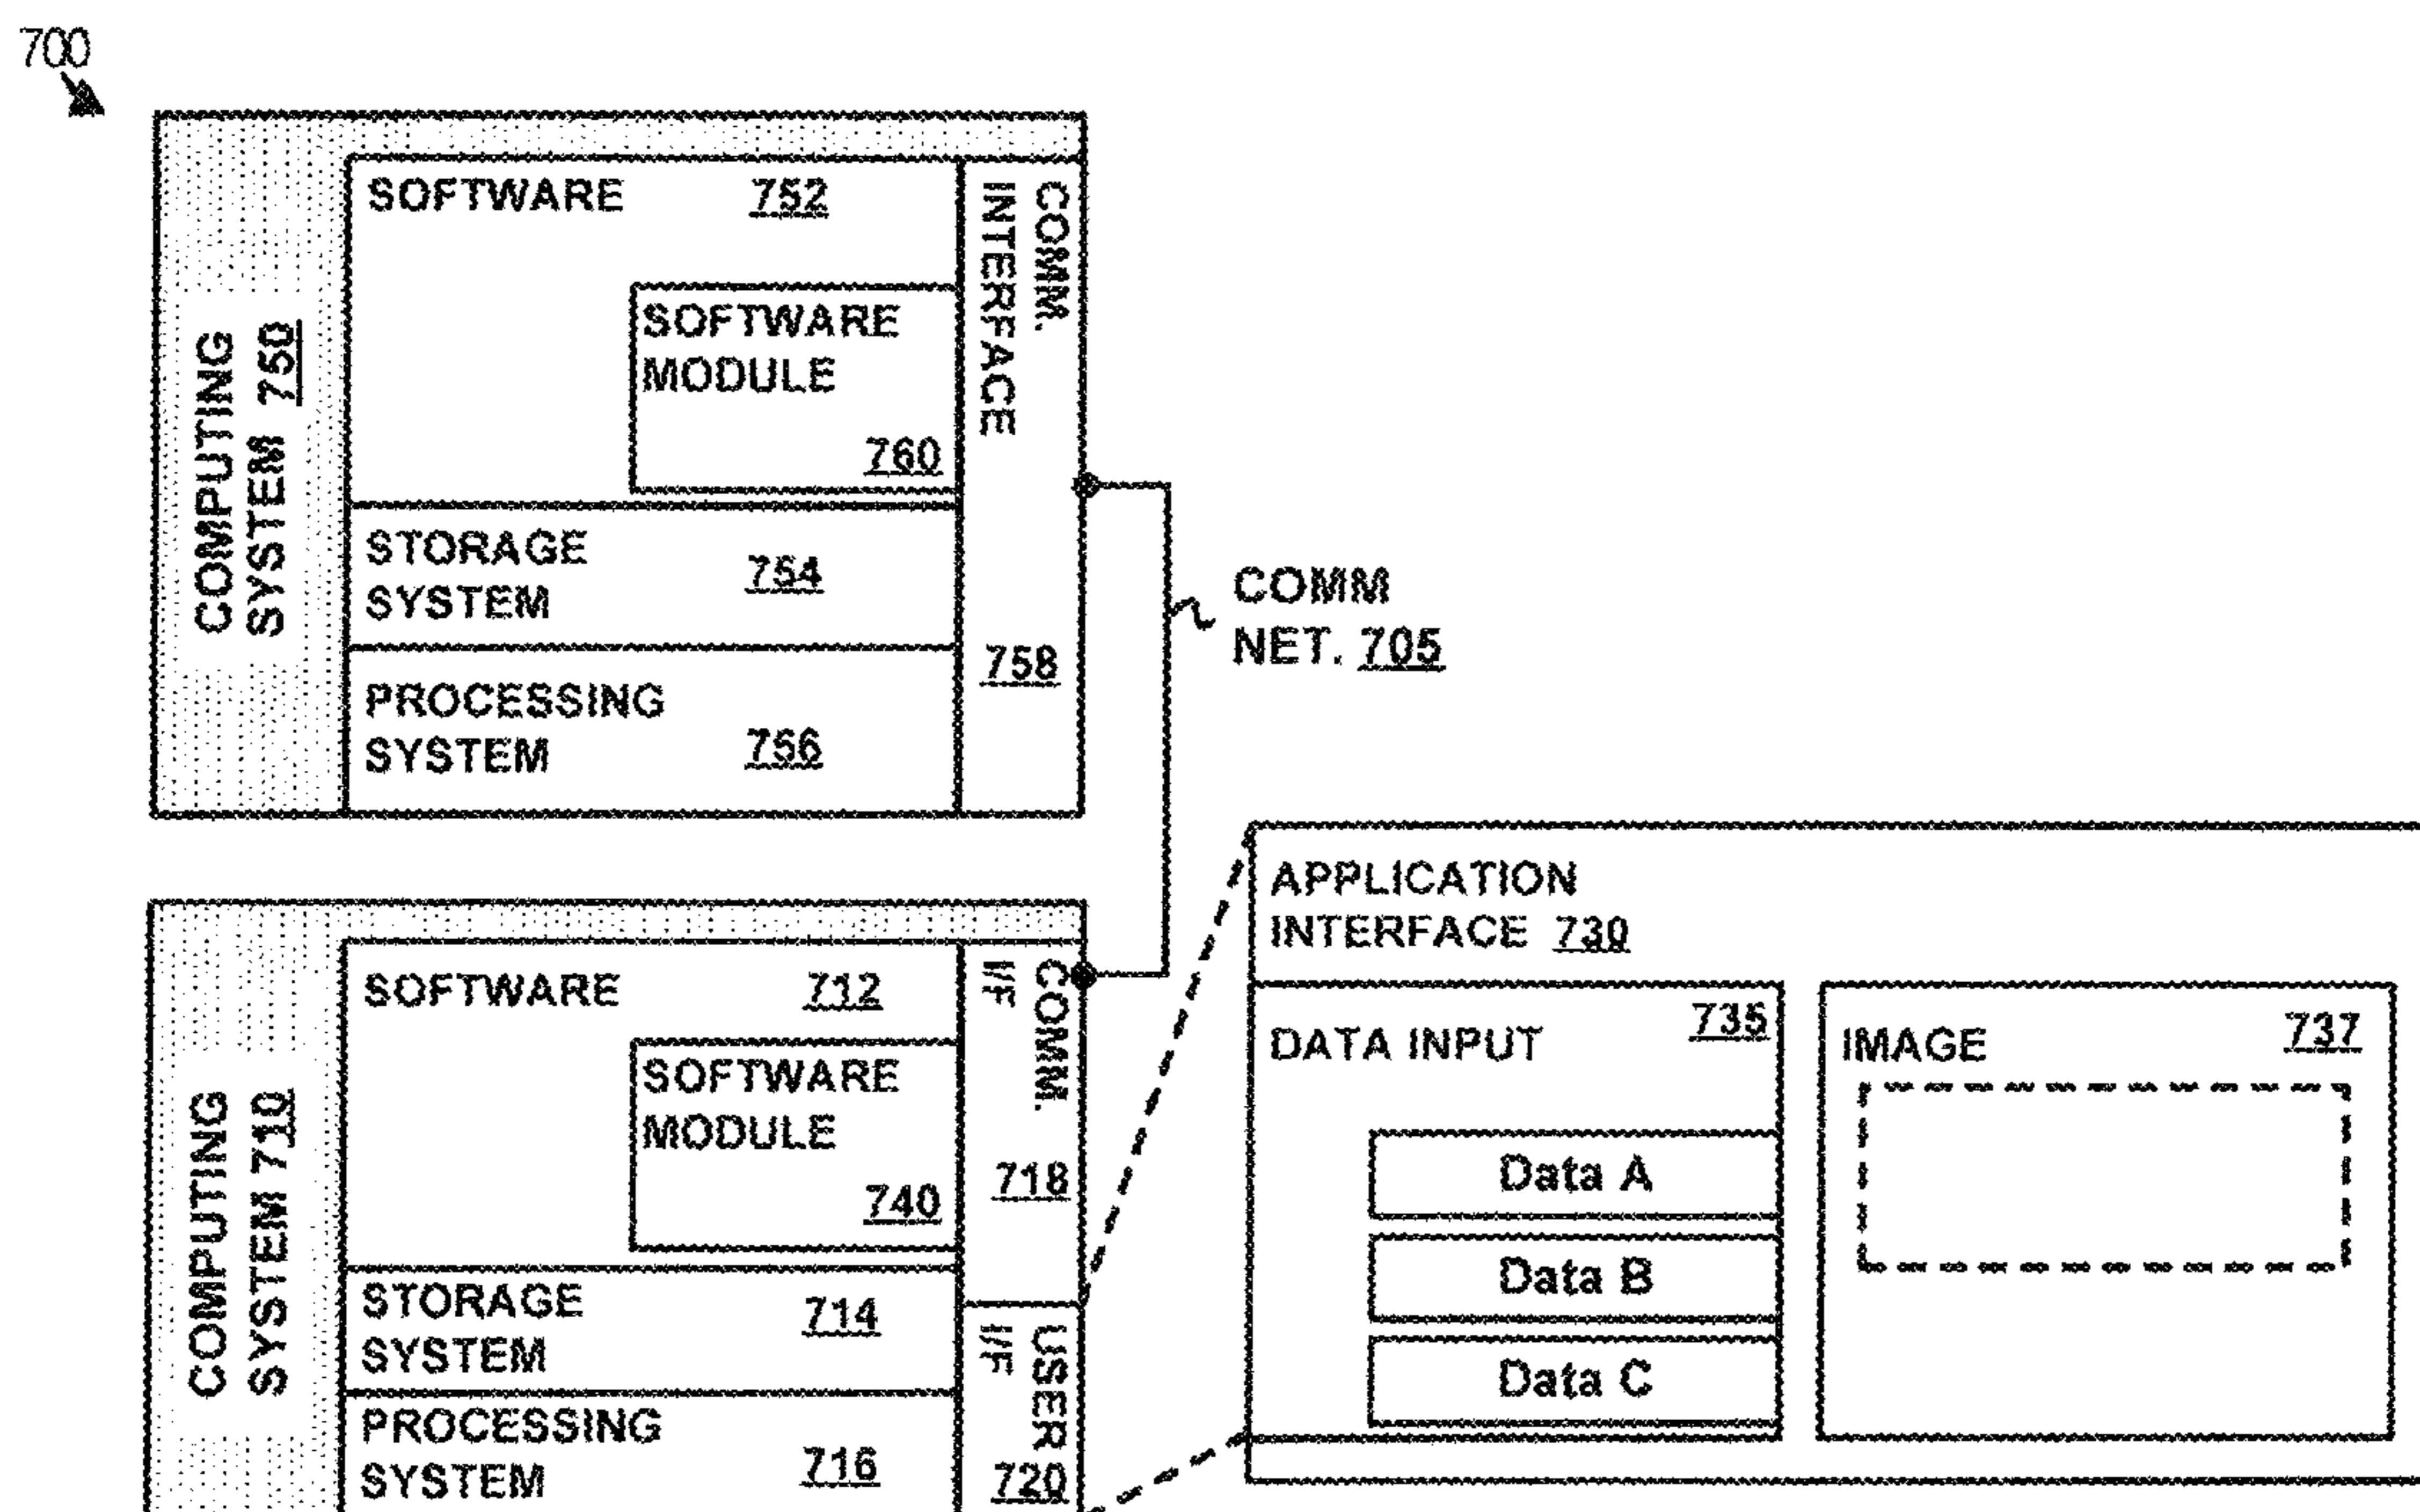 700
COMPUTING
SYSTEM 750
SOFTWARE 752
SOFTWARE
MODULE
760
STORAGE
SYSTEM 754
PROCESSING
SYSTEM 756
COMM.
INTERFACE
758
COMM
NET. 705
COMPUTING
SYSTEM 710
SOFTWARE 712
SOFTWARE
MODULE
740
STORAGE
SYSTEM 714
PROCESSING
SYSTEM 716
COMM.
I/F
718
USER
I/F
720
APPLICATION
INTERFACE 730
DATA INPUT 735
Data A
Data B
Data C
IMAGE 737